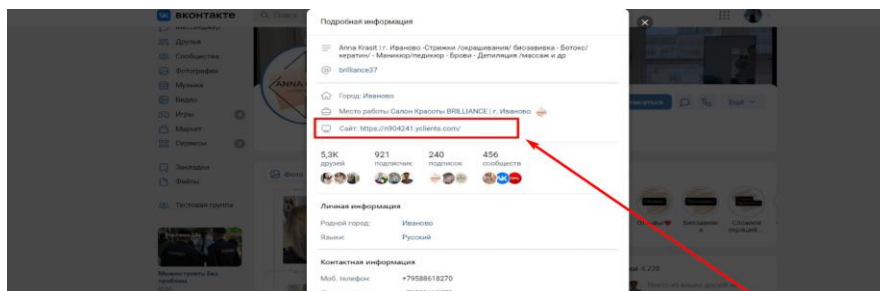 ВКОНТАКТЕ
Подробная информация
Друзья
Сообщества
Фотографии
Музыка
Видео
Игры
Маркет
Сервисы
Закладки
Файлы
Тестовая группа
Anna Krasit | г. Иваново -Стрижки /окрашивания/ биозавивка - Ботокс/
кератин/ - Маникюр/педикюр - Брови - Депиляция /массаж и др
brilliance37
Город: Иваново
Место работы: Салон Красоты BRILLIANCE | г. Иваново
Сайт: https://n904241.yclients.com/
5,3K 921 240 456
друзей подписчик подписок сообществ
Личная информация
Родной город: Иваново
Языки: Русский
Контактная информация
Моб. телефон: +79588618270
Ещё
Фото